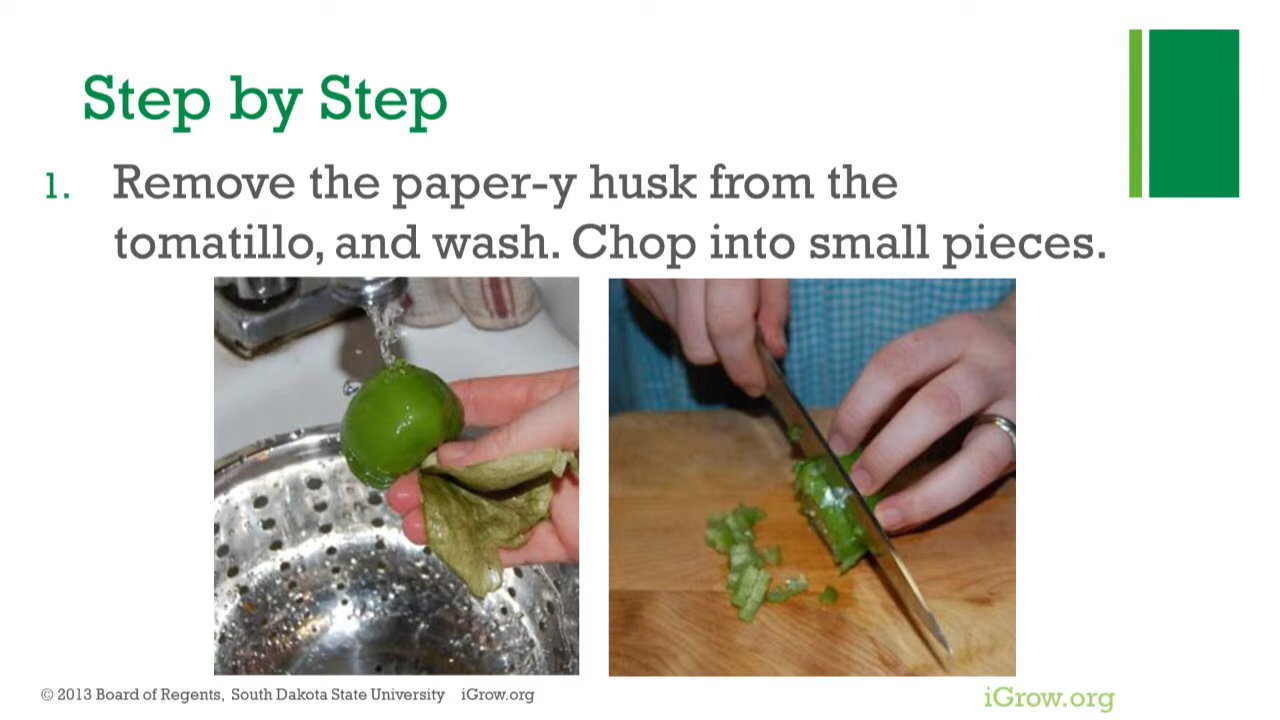 Step by Step
1. Remove the paper-y husk from the
tomatillo, and wash. Chop into small pieces.
© 2013 Board of Regents, South Dakota State University iGrow.org
iGrow.org